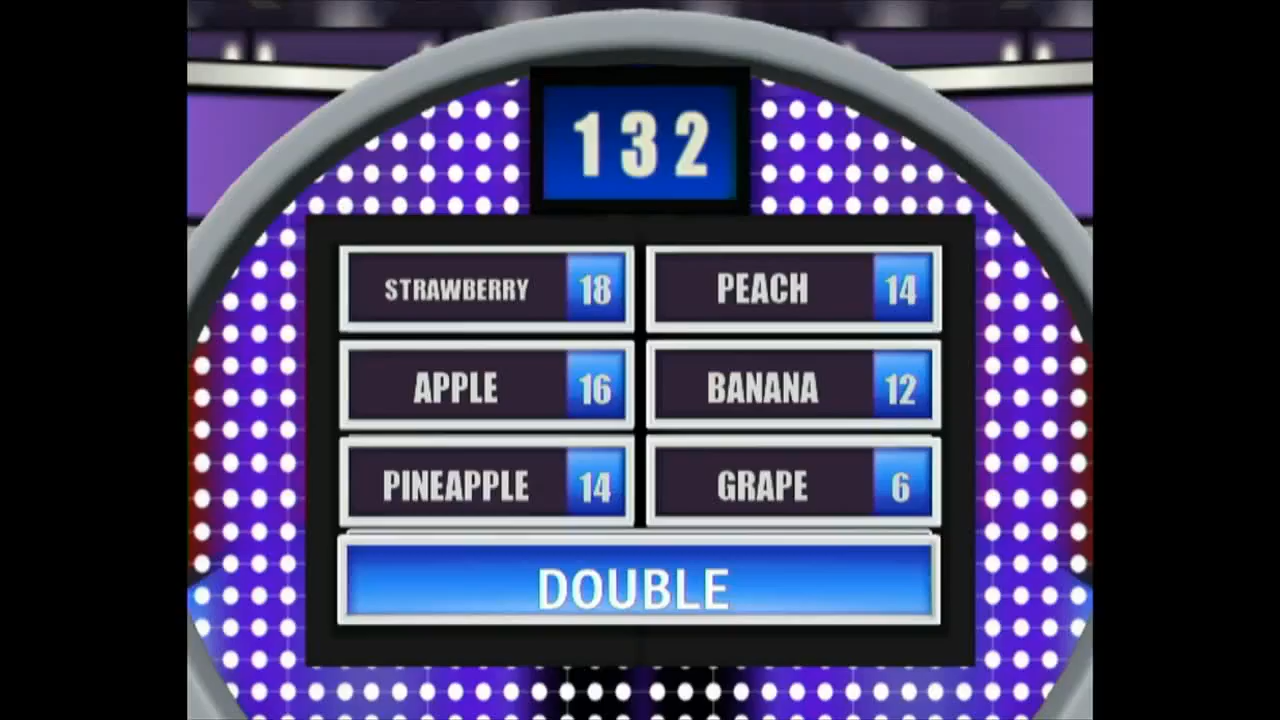 132
STRAWBERRY 18
PEACH 14
APPLE 16
BANANA 12
PINEAPPLE 14
GRAPE 6
DOUBLE